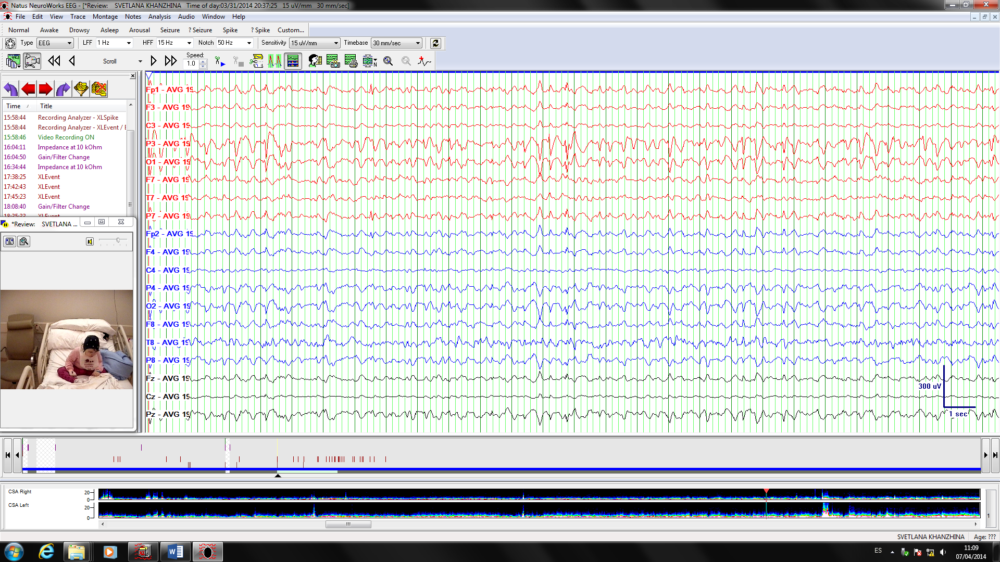 Natus NeuroWorks EEG - [*Review: SVETLANA KHANZHINA Time of day:03/31/2014 20:37:25 15 uV/mm 30 mm/sec]
File Edit View Trace Montage Notes Analysis Audio Window Help
Normal Awake Drowsy Asleep Arousal Seizure ? Seizure Spike ? Spike Custom...
Type EEG LFF 1 Hz HFF 15 Hz Notch 50 Hz Sensitivity 15 uV/mm Timebase 30 mm/sec
Scroll Speed: 1.0 N
Time Title
15:58:44 Recording Analyzer - XLSpike
15:58:44 Recording Analyzer - XLEvent / E
15:58:46 Video Recording ON
16:04:11 Impedance at 10 kOhm
16:04:50 Gain/Filter Change
16:34:44 Impedance at 10 kOhm
17:38:25 XLEvent
17:42:43 XLEvent
17:45:23 XLEvent
18:08:40 Gain/Filter Change
18:35:33 XLEvent
*Review: SVETLANA ...
Fp1 - AVG 19
F3 - AVG 19
C3 - AVG 19
P3 - AVG 19
O1 - AVG 19
F7 - AVG 19
T7 - AVG 19
P7 - AVG 19
Fp2 - AVG 19
F4 - AVG 19
C4 - AVG 19
P4 - AVG 19
O2 - AVG 19
F8 - AVG 19
T8 - AVG 19
P8 - AVG 19
Fz - AVG 19
Cz - AVG 19
Pz - AVG 19
300 uV
1 sec
CSA Right 20 0
CSA Left 20 0
1
SVETLANA KHANZHINA Age: ???
ES 11:09
07/04/2014